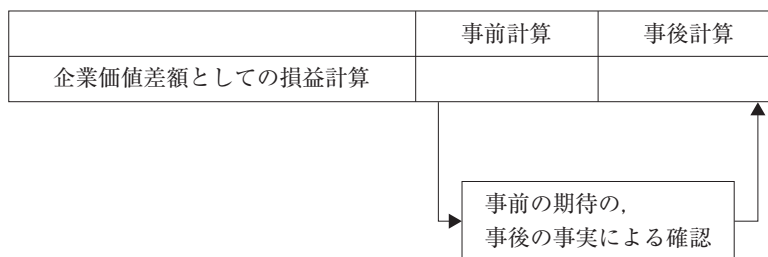 事前計算 事後計算
企業価値差額としての損益計算
事前の期待の,
事後の事実による確認